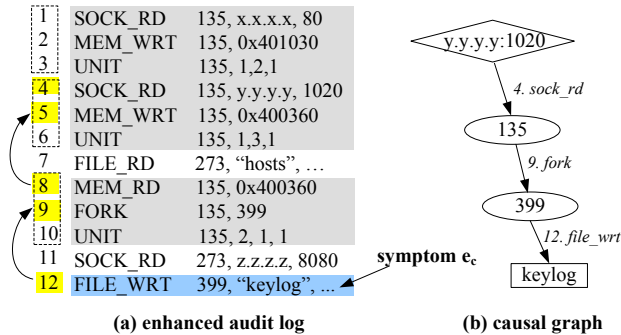 1 SOCK_RD 135, x.x.x.x, 80
2 MEM_WRT 135, 0x401030
3 UNIT 135, 1,2,1
4 SOCK_RD 135, y.y.y.y, 1020
5 MEM_WRT 135, 0x400360
6 UNIT 135, 1,3,1
7 FILE_RD 273, “hosts”, …
8 MEM_RD 135, 0x400360
9 FORK 135, 399
10 UNIT 135, 2, 1, 1
11 SOCK_RD 273, z.z.z.z, 8080
12 FILE_WRT 399, “keylog”, ...
symptom ec
(a) enhanced audit log
y.y.y.y:1020
4. sock_rd
135
9. fork
399
12. file_wrt
keylog
(b) causal graph